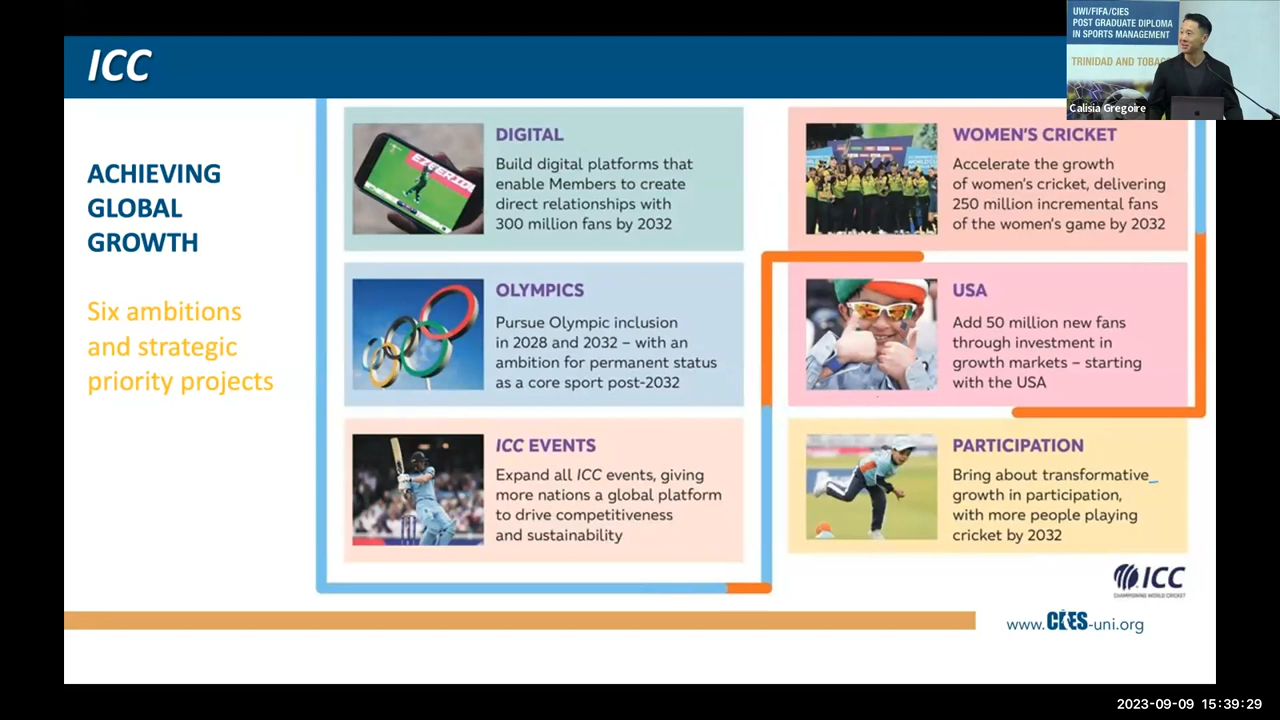 ICC
UWI/FIFA/CIES
POST GRADUATE DIPLOMA
IN SPORTS MANAGEMENT
TRINIDAD AND
Calisia Gregoire
ACHIEVING
GLOBAL
GROWTH
Six ambitions
and strategic
priority projects
DIGITAL
Build digital platforms that
enable Members to create
direct relationships with
300 million fans by 2032
WOMEN'S CRICKET
Accelerate the growth
of women's cricket, delivering
250 million incremental fans
of the women's game by 2032
OLYMPICS
Pursue Olympic inclusion
in 2028 and 2032 – with an
ambition for permanent status
as a core sport post-2032
USA
Add 50 million new fans
through investment in
growth markets – starting
with the USA
ICC EVENTS
Expand all ICC events, giving
more nations a global platform
to drive competitiveness
and sustainability
PARTICIPATION
Bring about transformative
growth in participation,
with more people playing
cricket by 2032
ICC
CHAMPIONING WORLD CRICKET
www.CIES-uni.org
2023-09-09 15:39:29